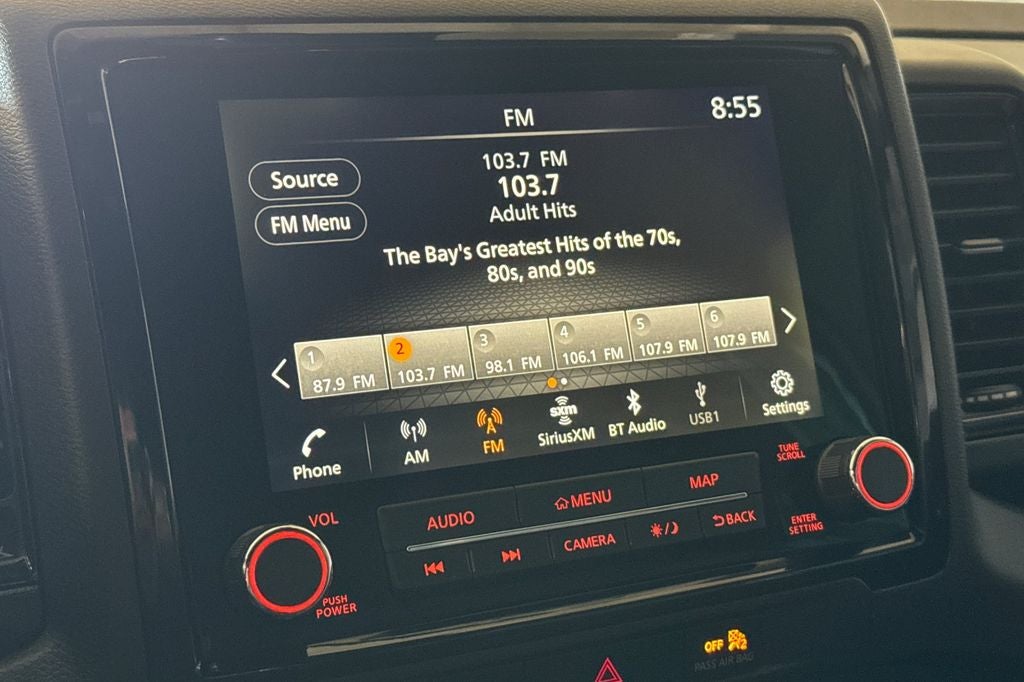 FM
8:55
Source
FM Menu
103.7 FM
103.7
Adult Hits
The Bay's Greatest Hits of the 70s,
80s, and 90s
1
87.9 FM
2
103.7 FM
3
98.1 FM
4
106.1 FM
5
107.9 FM
6
107.9 FM
Phone
AM
FM
sxm
SiriusXM
BT Audio
USB1
Settings
VOL
AUDIO
MENU
MAP
TUNE
SCROLL
CAMERA
BACK
ENTER
SETTING
PUSH
POWER
OFF
PASS AIR BAG